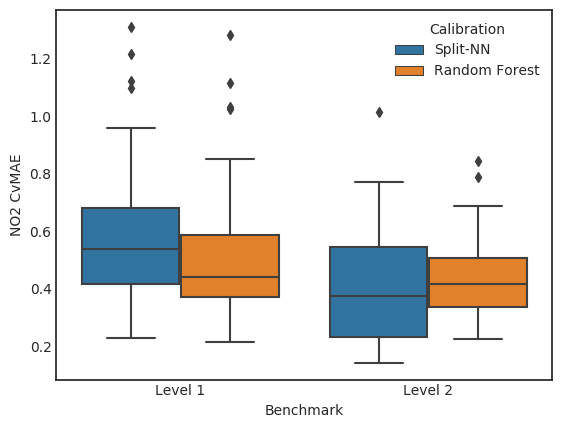 Calibration
Split-NN
Random Forest
NO2 CvMAE
1.2
1.0
0.8
0.6
0.4
0.2
Level 1
Level 2
Benchmark